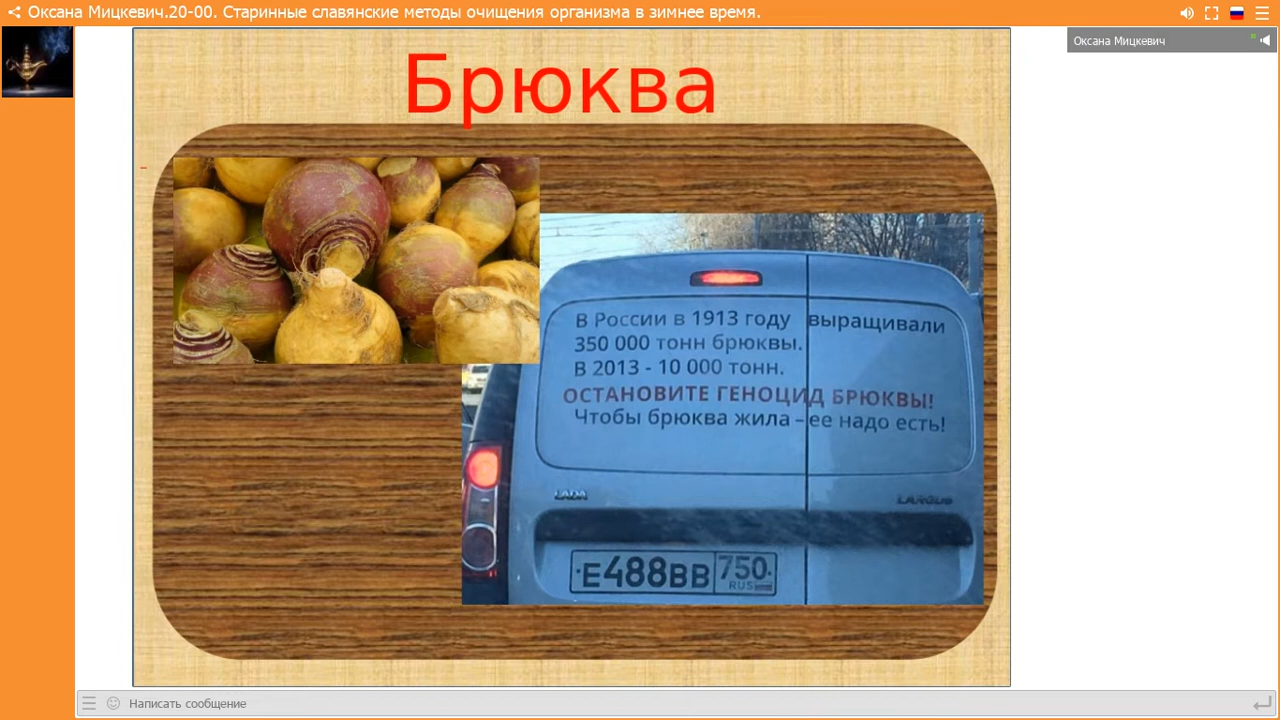 Оксана Мицкевич.20-00. Старинные славянские методы очищения организма в зимнее время.
Оксана Мицкевич
Брюква
В России в 1913 году выращивали
350 000 тонн брюквы.
В 2013 - 10 000 тонн.
ОСТАНОВИТЕ ГЕНОЦИД БРЮКВЫ!
Чтобы брюква жила – ее надо есть!
LADA
LARGUS
Е488ВВ 750
RUS
Написать сообщение